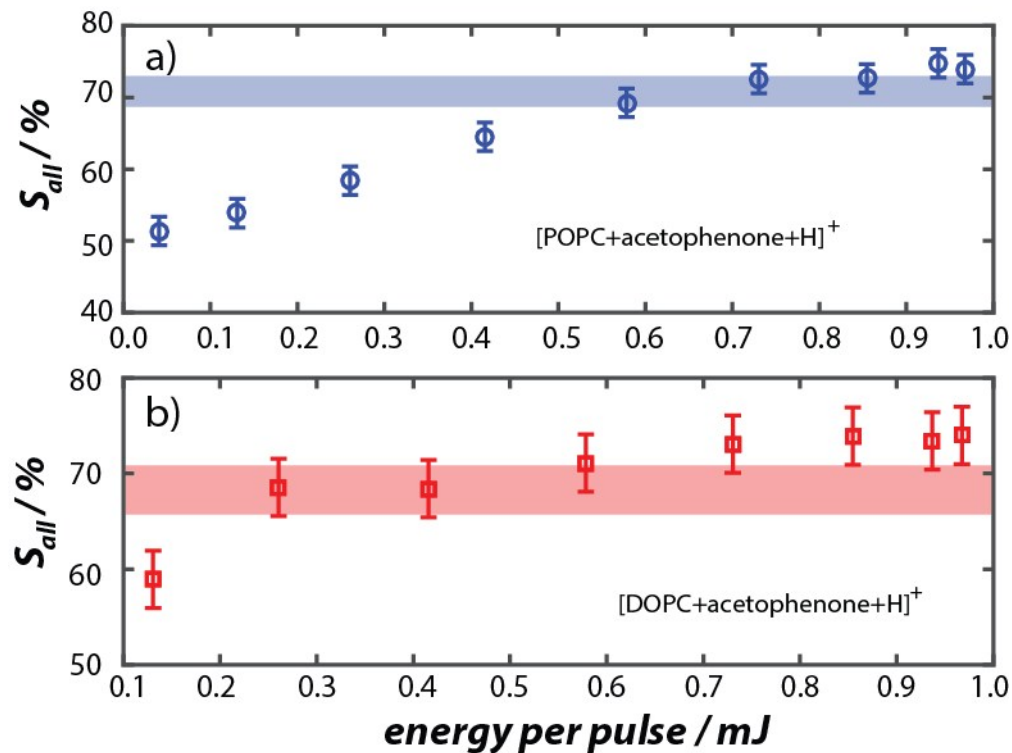 80
a)
70
60
50
40
S_all / %
[POPC+acetophenone+H]+
0.0 0.1 0.2 0.3 0.4 0.5 0.6 0.7 0.8 0.9 1.0
80
b)
70
60
50
S_all / %
[DOPC+acetophenone+H]+
0.1 0.2 0.3 0.4 0.5 0.6 0.7 0.8 0.9 1.0
energy per pulse / mJ